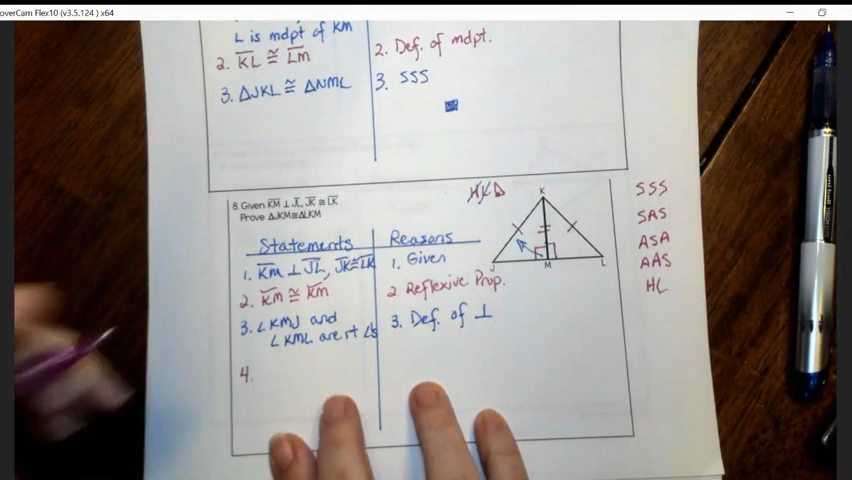 overCam Flex10 (v3.5.124 ) x64
L is mdpt of KM
2. KL ≅ LM
2. Def. of mdpt.
3. ΔJKL ≅ ΔNML
3. SSS
8. Given KM ⊥ JL, JK ≅ LK
Prove ΔJKM≅ΔLKM
Statements
Reasons
1. KM ⊥ JL, JK≅LK
1. Given
2. KM ≅ KM
2. Reflexive Prop.
3. ∠KMJ and
∠KML are rt ∠s
3. Def. of ⊥
4.
K
J
M
L
SSS
SAS
ASA
AAS
HL